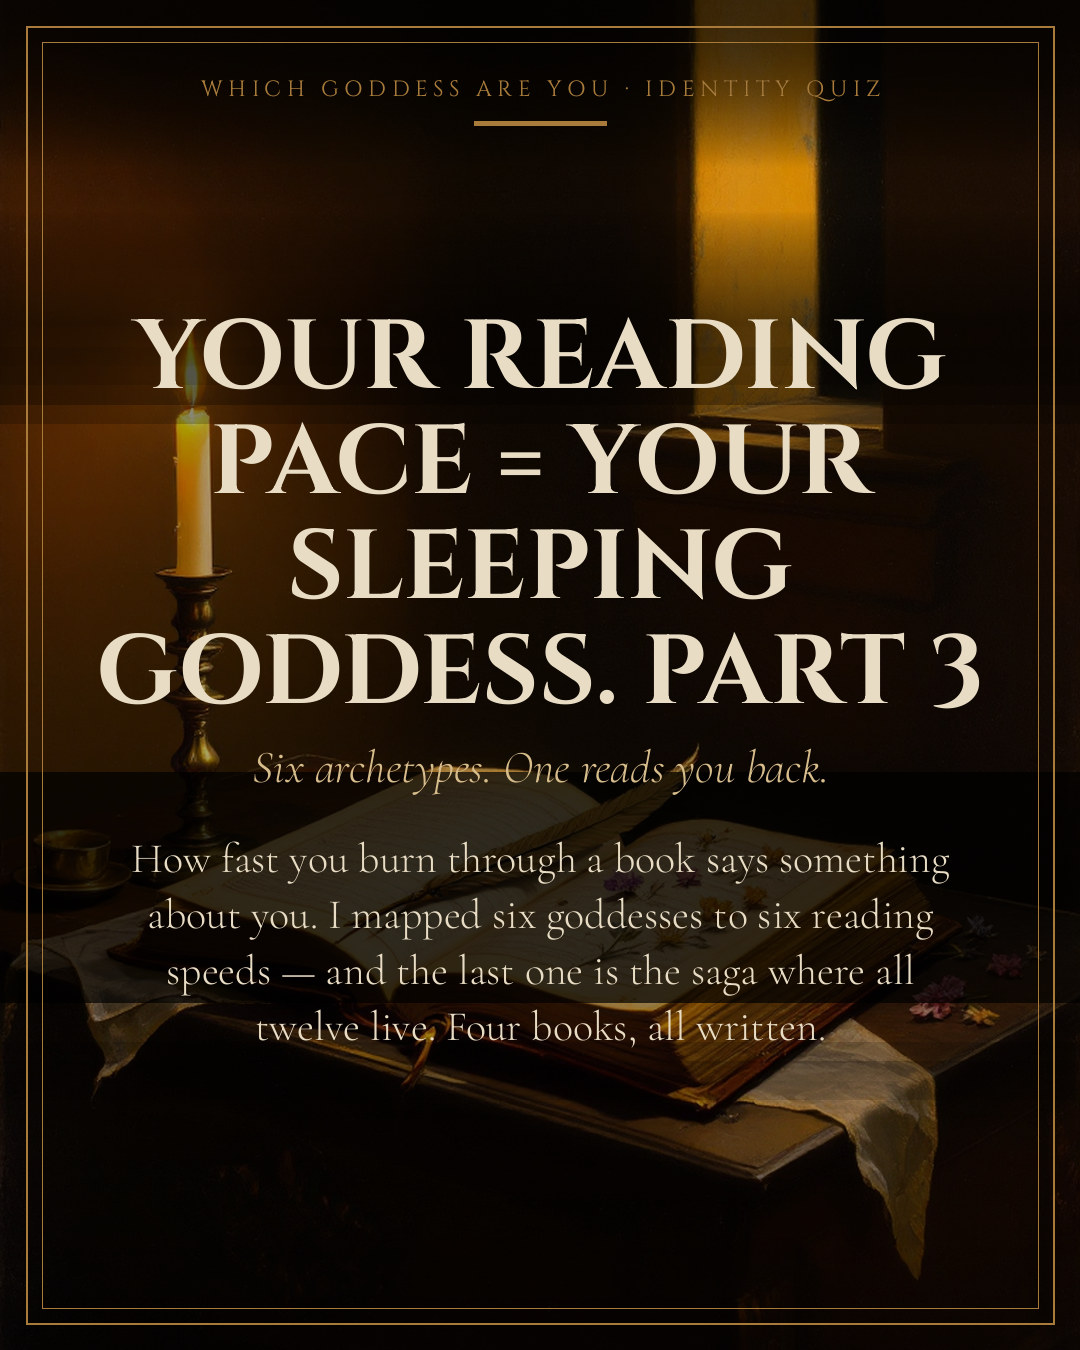 WHICH GODDESS ARE YOU · IDENTITY QUIZ
YOUR READING
PACE = YOUR
SLEEPING
GODDESS. PART 3
Six archetypes. One reads you back.
How fast you burn through a book says something
about you. I mapped six goddesses to six reading
speeds — and the last one is the saga where all
twelve live. Four books, all written.